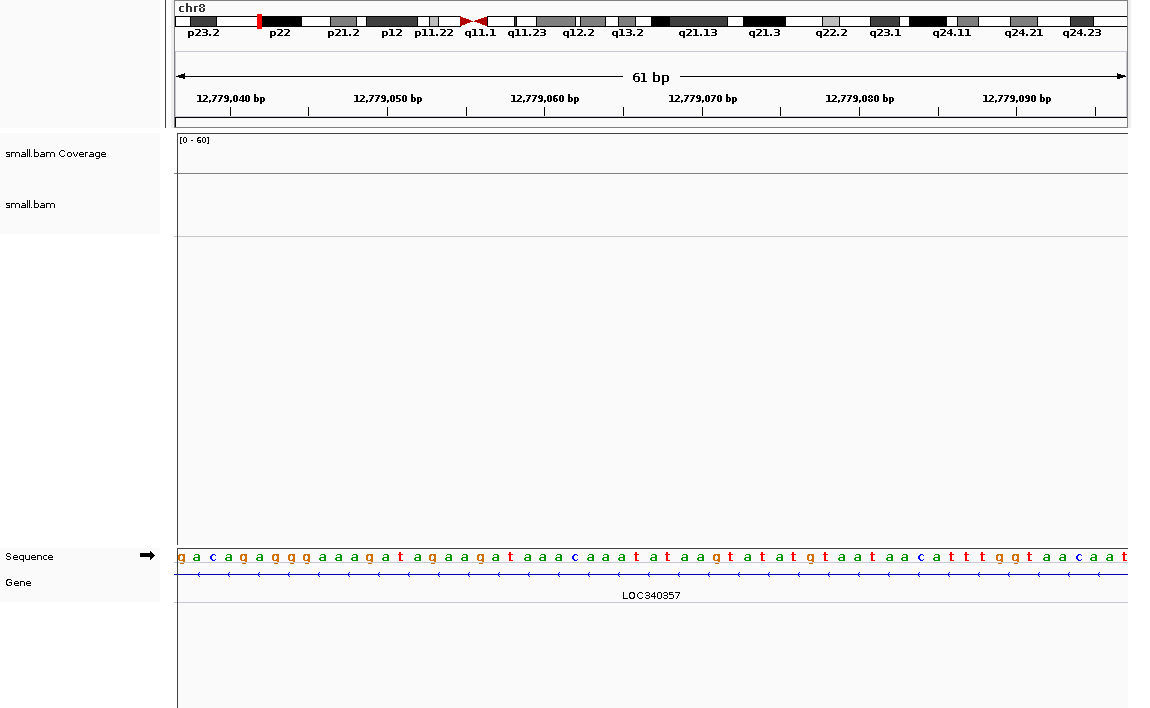 chr8
p23.2 p22 p21.2 p12 p11.22 q11.1 q11.23 q12.2 q13.2 q21.13 q21.3 q22.2 q23.1 q24.11 q24.21 q24.23
61 bp
12,779,040 bp 12,779,050 bp 12,779,060 bp 12,779,070 bp 12,779,080 bp 12,779,090 bp
[0 - 60]
small.bam Coverage
small.bam
Sequence g a c a g a g g g a a a g a t a g a a g a t a a a c a a a t a t a a g t a t a t g t a a t a a c a t t t g g t a a c a a t
Gene
LOC340357